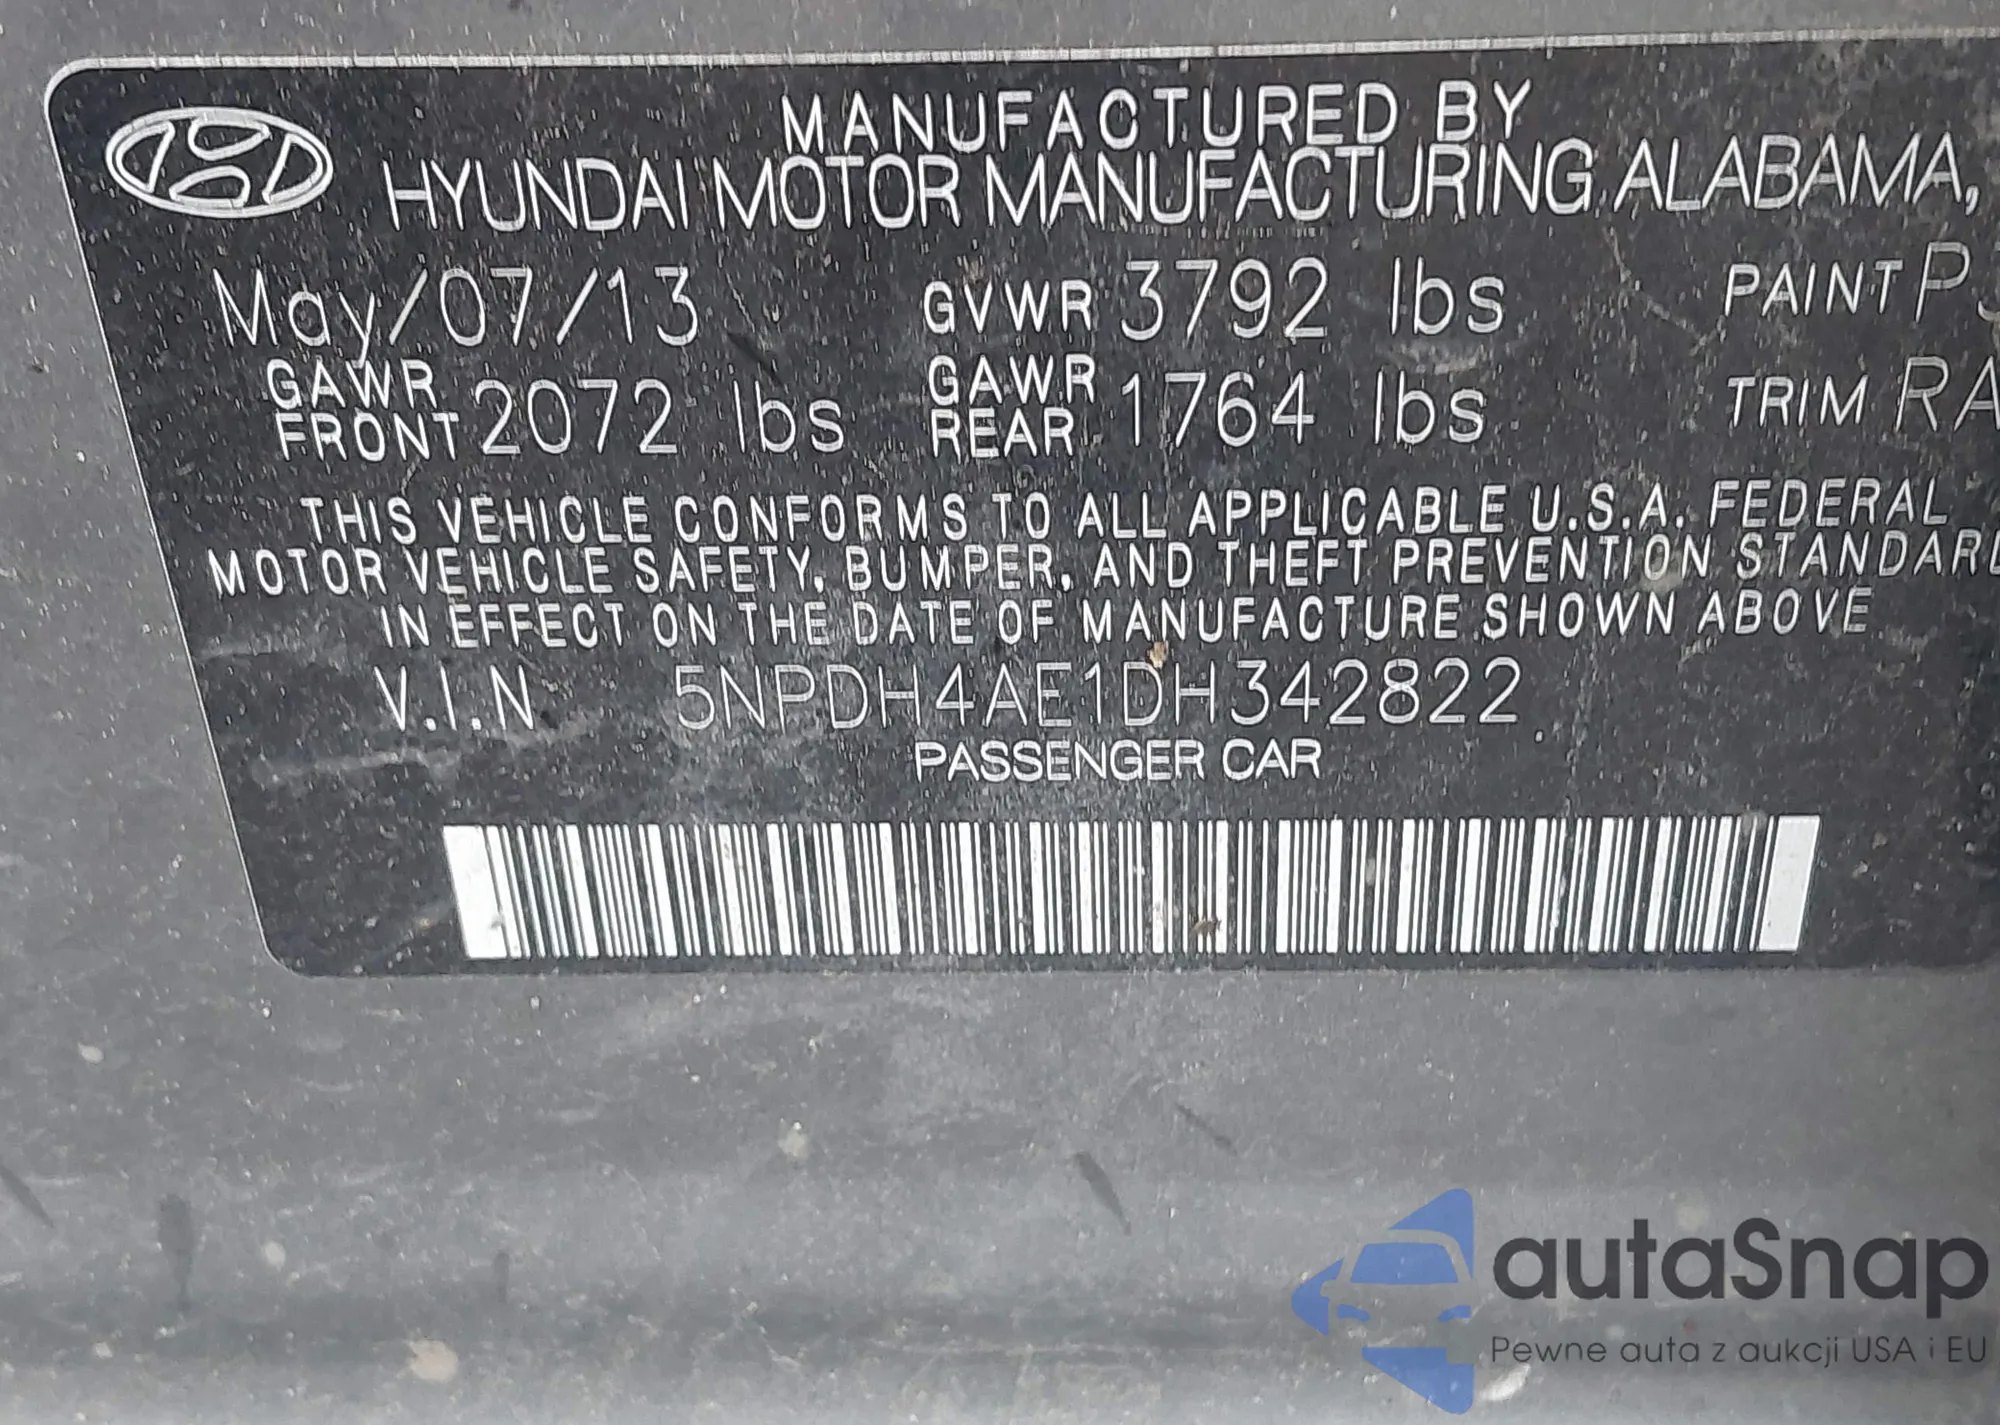 MANUFACTURED BY
HYUNDAI MOTOR MANUFACTURING ALABAMA,
May/07/13 GVWR 3792 lbs PAINT P
GAWR FRONT 2072 lbs GAWR REAR 1764 lbs TRIM RA
THIS VEHICLE CONFORMS TO ALL APPLICABLE U.S.A. FEDERAL
MOTOR VEHICLE SAFETY, BUMPER, AND THEFT PREVENTION STANDARD
IN EFFECT ON THE DATE OF MANUFACTURE SHOWN ABOVE
V.I.N 5NPDH4AE1DH342822
PASSENGER CAR
autaSnap
Pewne auta z aukcji USA i EU